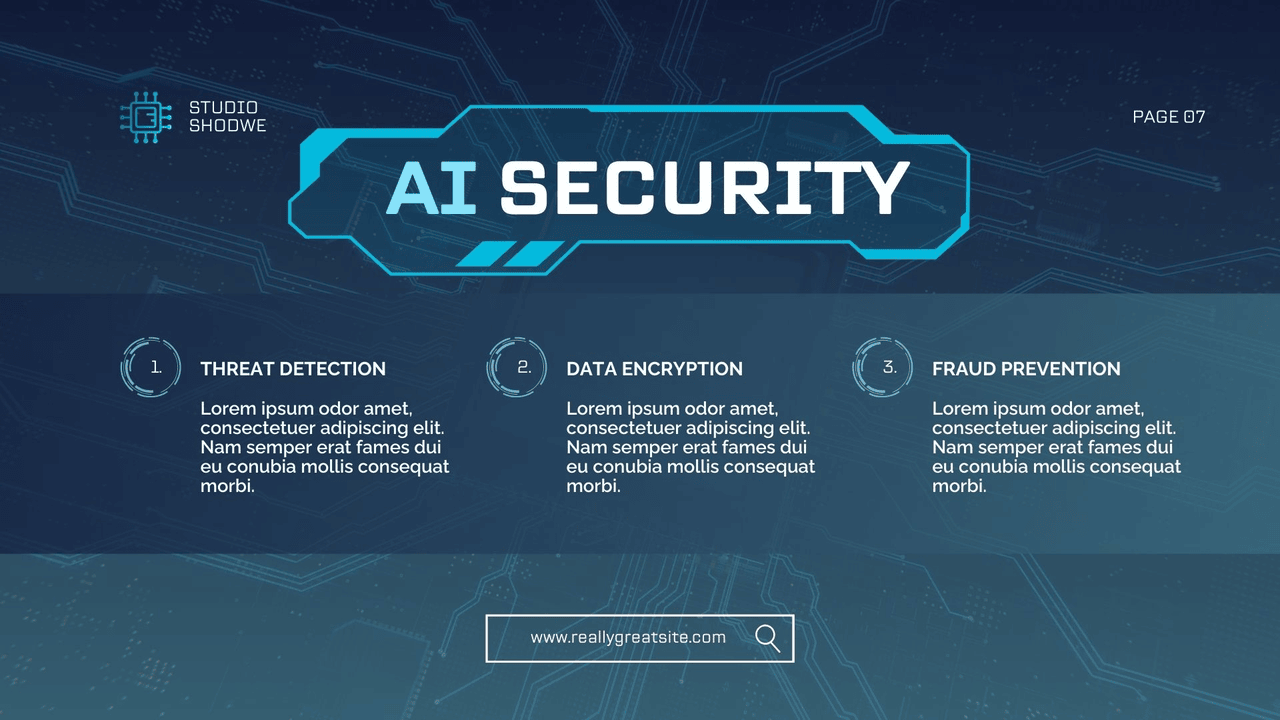 STUDIO
SHODWE
PAGE 07
AI SECURITY
1.
THREAT DETECTION
Lorem ipsum odor amet,
consectetuer adipiscing elit.
Nam semper erat fames dui
eu conubia mollis consequat
morbi.
2.
DATA ENCRYPTION
Lorem ipsum odor amet,
consectetuer adipiscing elit.
Nam semper erat fames dui
eu conubia mollis consequat
morbi.
3.
FRAUD PREVENTION
Lorem ipsum odor amet,
consectetuer adipiscing elit.
Nam semper erat fames dui
eu conubia mollis consequat
morbi.
www.reallygreatsite.com